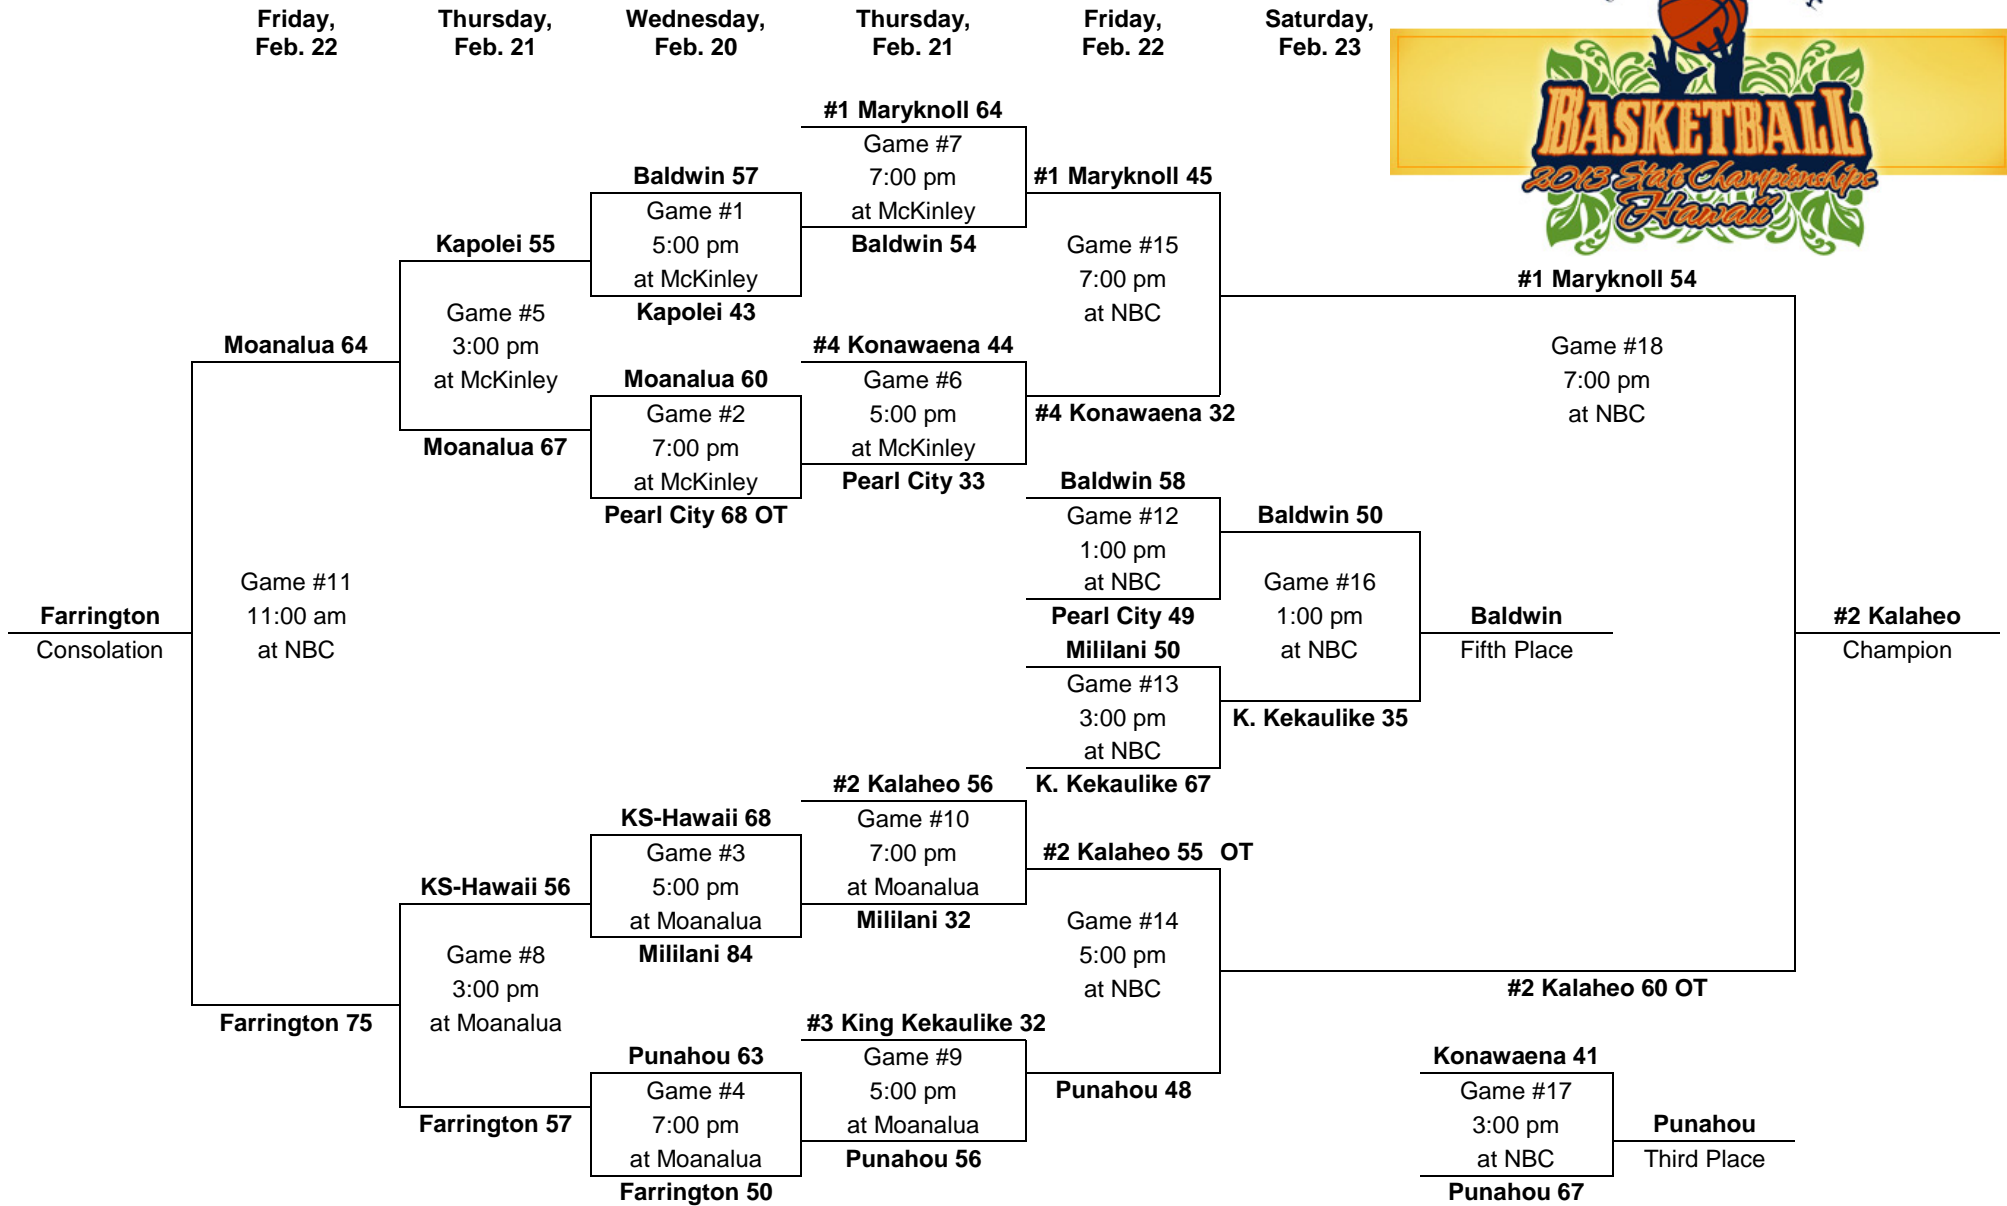 Friday,
Feb. 22
Thursday,
Feb. 21
Wednesday,
Feb. 20
Thursday,
Feb. 21
Friday,
Feb. 22
Saturday,
Feb. 23
BASKETBALL
2013 State Championships
Hawaii
#1 Maryknoll 64
Game #7
7:00 pm
at McKinley
Baldwin 54
Baldwin 57
Game #1
5:00 pm
at McKinley
Kapolei 43
#1 Maryknoll 45
Game #15
7:00 pm
at NBC
#4 Konawaena 32
Kapolei 55
Game #5
3:00 pm
at McKinley
Moanalua 67
#1 Maryknoll 54
Game #18
7:00 pm
at NBC
#2 Kalaheo 60 OT
Moanalua 64
Game #11
11:00 am
at NBC
Farrington 75
#4 Konawaena 44
Game #6
5:00 pm
at McKinley
Pearl City 33
Moanalua 60
Game #2
7:00 pm
at McKinley
Pearl City 68 OT
Baldwin 58
Game #12
1:00 pm
at NBC
Pearl City 49
Baldwin 50
Game #16
1:00 pm
at NBC
K. Kekaulike 35
Farrington
Consolation
Baldwin
Fifth Place
#2 Kalaheo
Champion
Mililani 50
Game #13
3:00 pm
at NBC
K. Kekaulike 67
#2 Kalaheo 56
Game #10
7:00 pm
at Moanalua
Mililani 32
KS-Hawaii 68
Game #3
5:00 pm
at Moanalua
Mililani 84
#2 Kalaheo 55 OT
Game #14
5:00 pm
at NBC
Punahou 48
KS-Hawaii 56
Game #8
3:00 pm
at Moanalua
Farrington 57
#3 King Kekaulike 32
Game #9
5:00 pm
at Moanalua
Punahou 56
Punahou 63
Game #4
7:00 pm
at Moanalua
Farrington 50
Konawaena 41
Game #17
3:00 pm
at NBC
Punahou 67
Punahou
Third Place